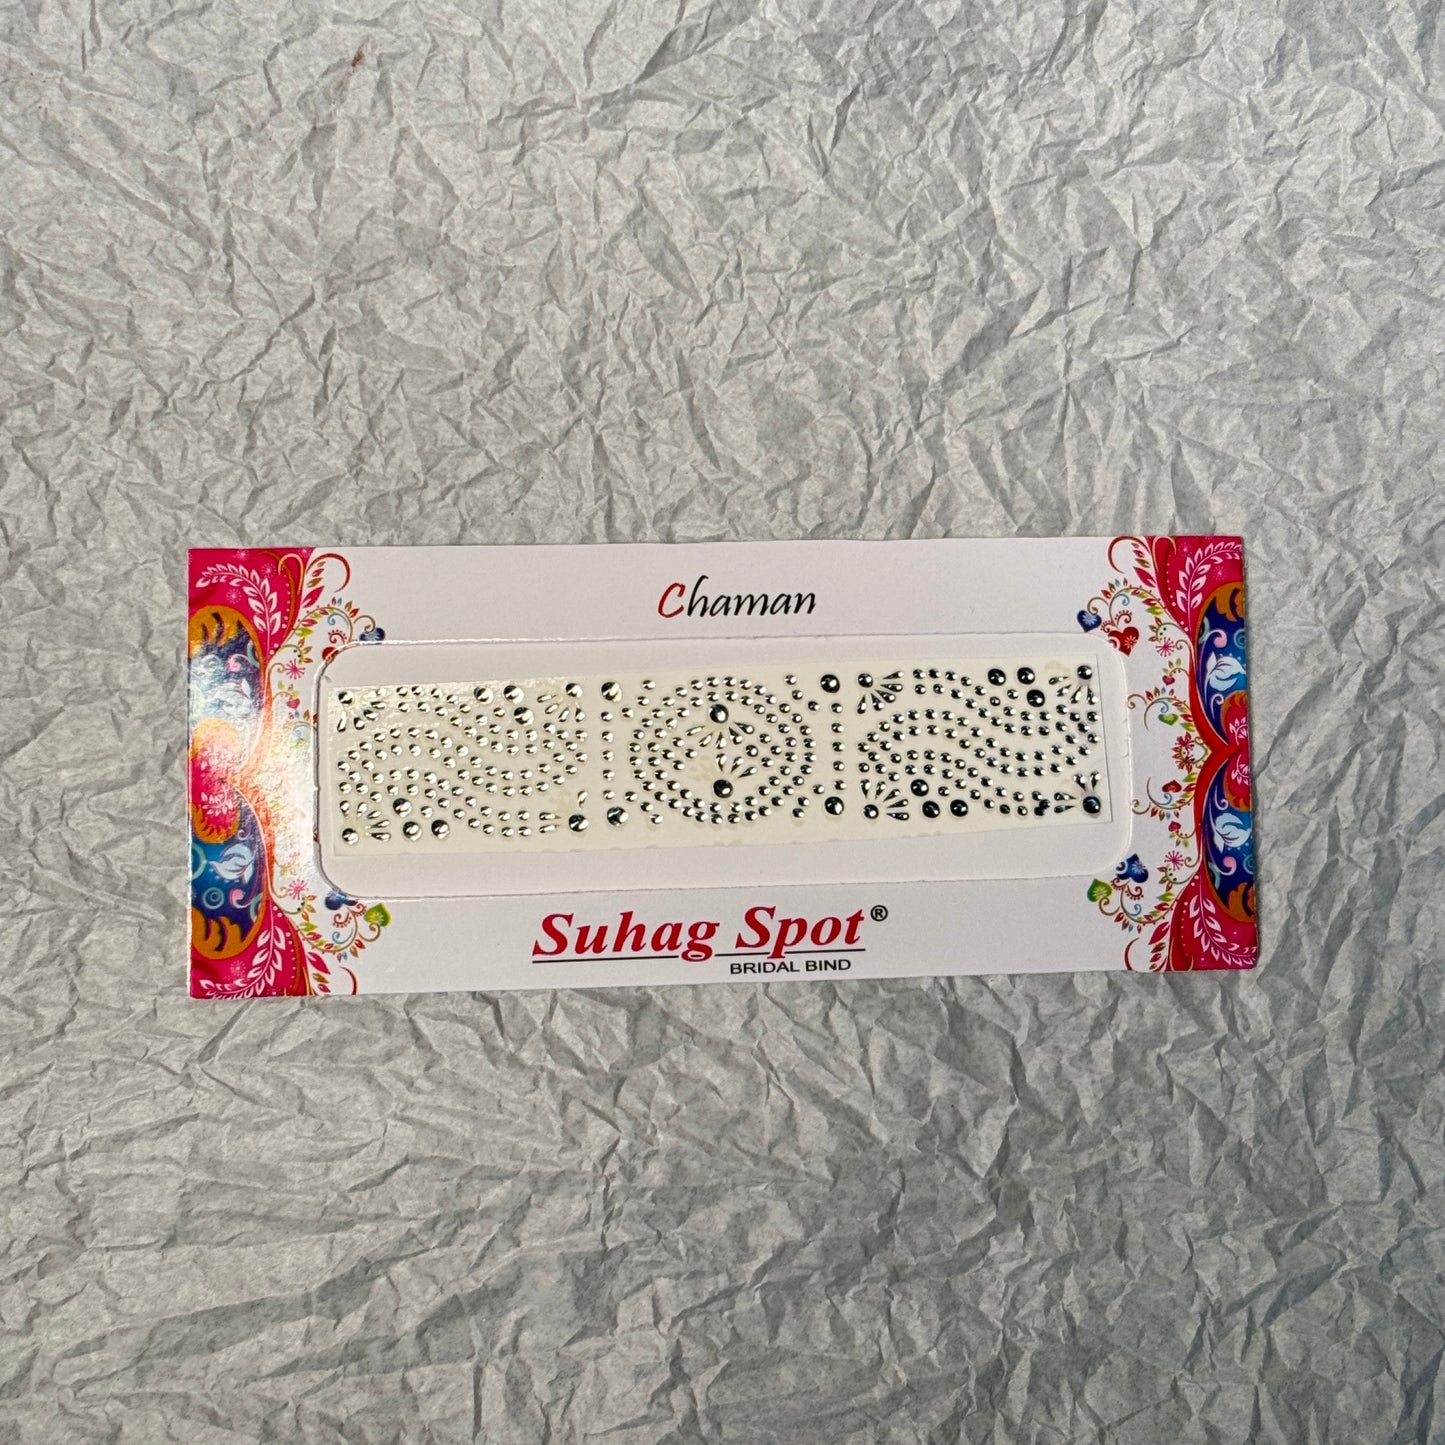 Chaman
Suhag Spot®
BRIDAL BIND